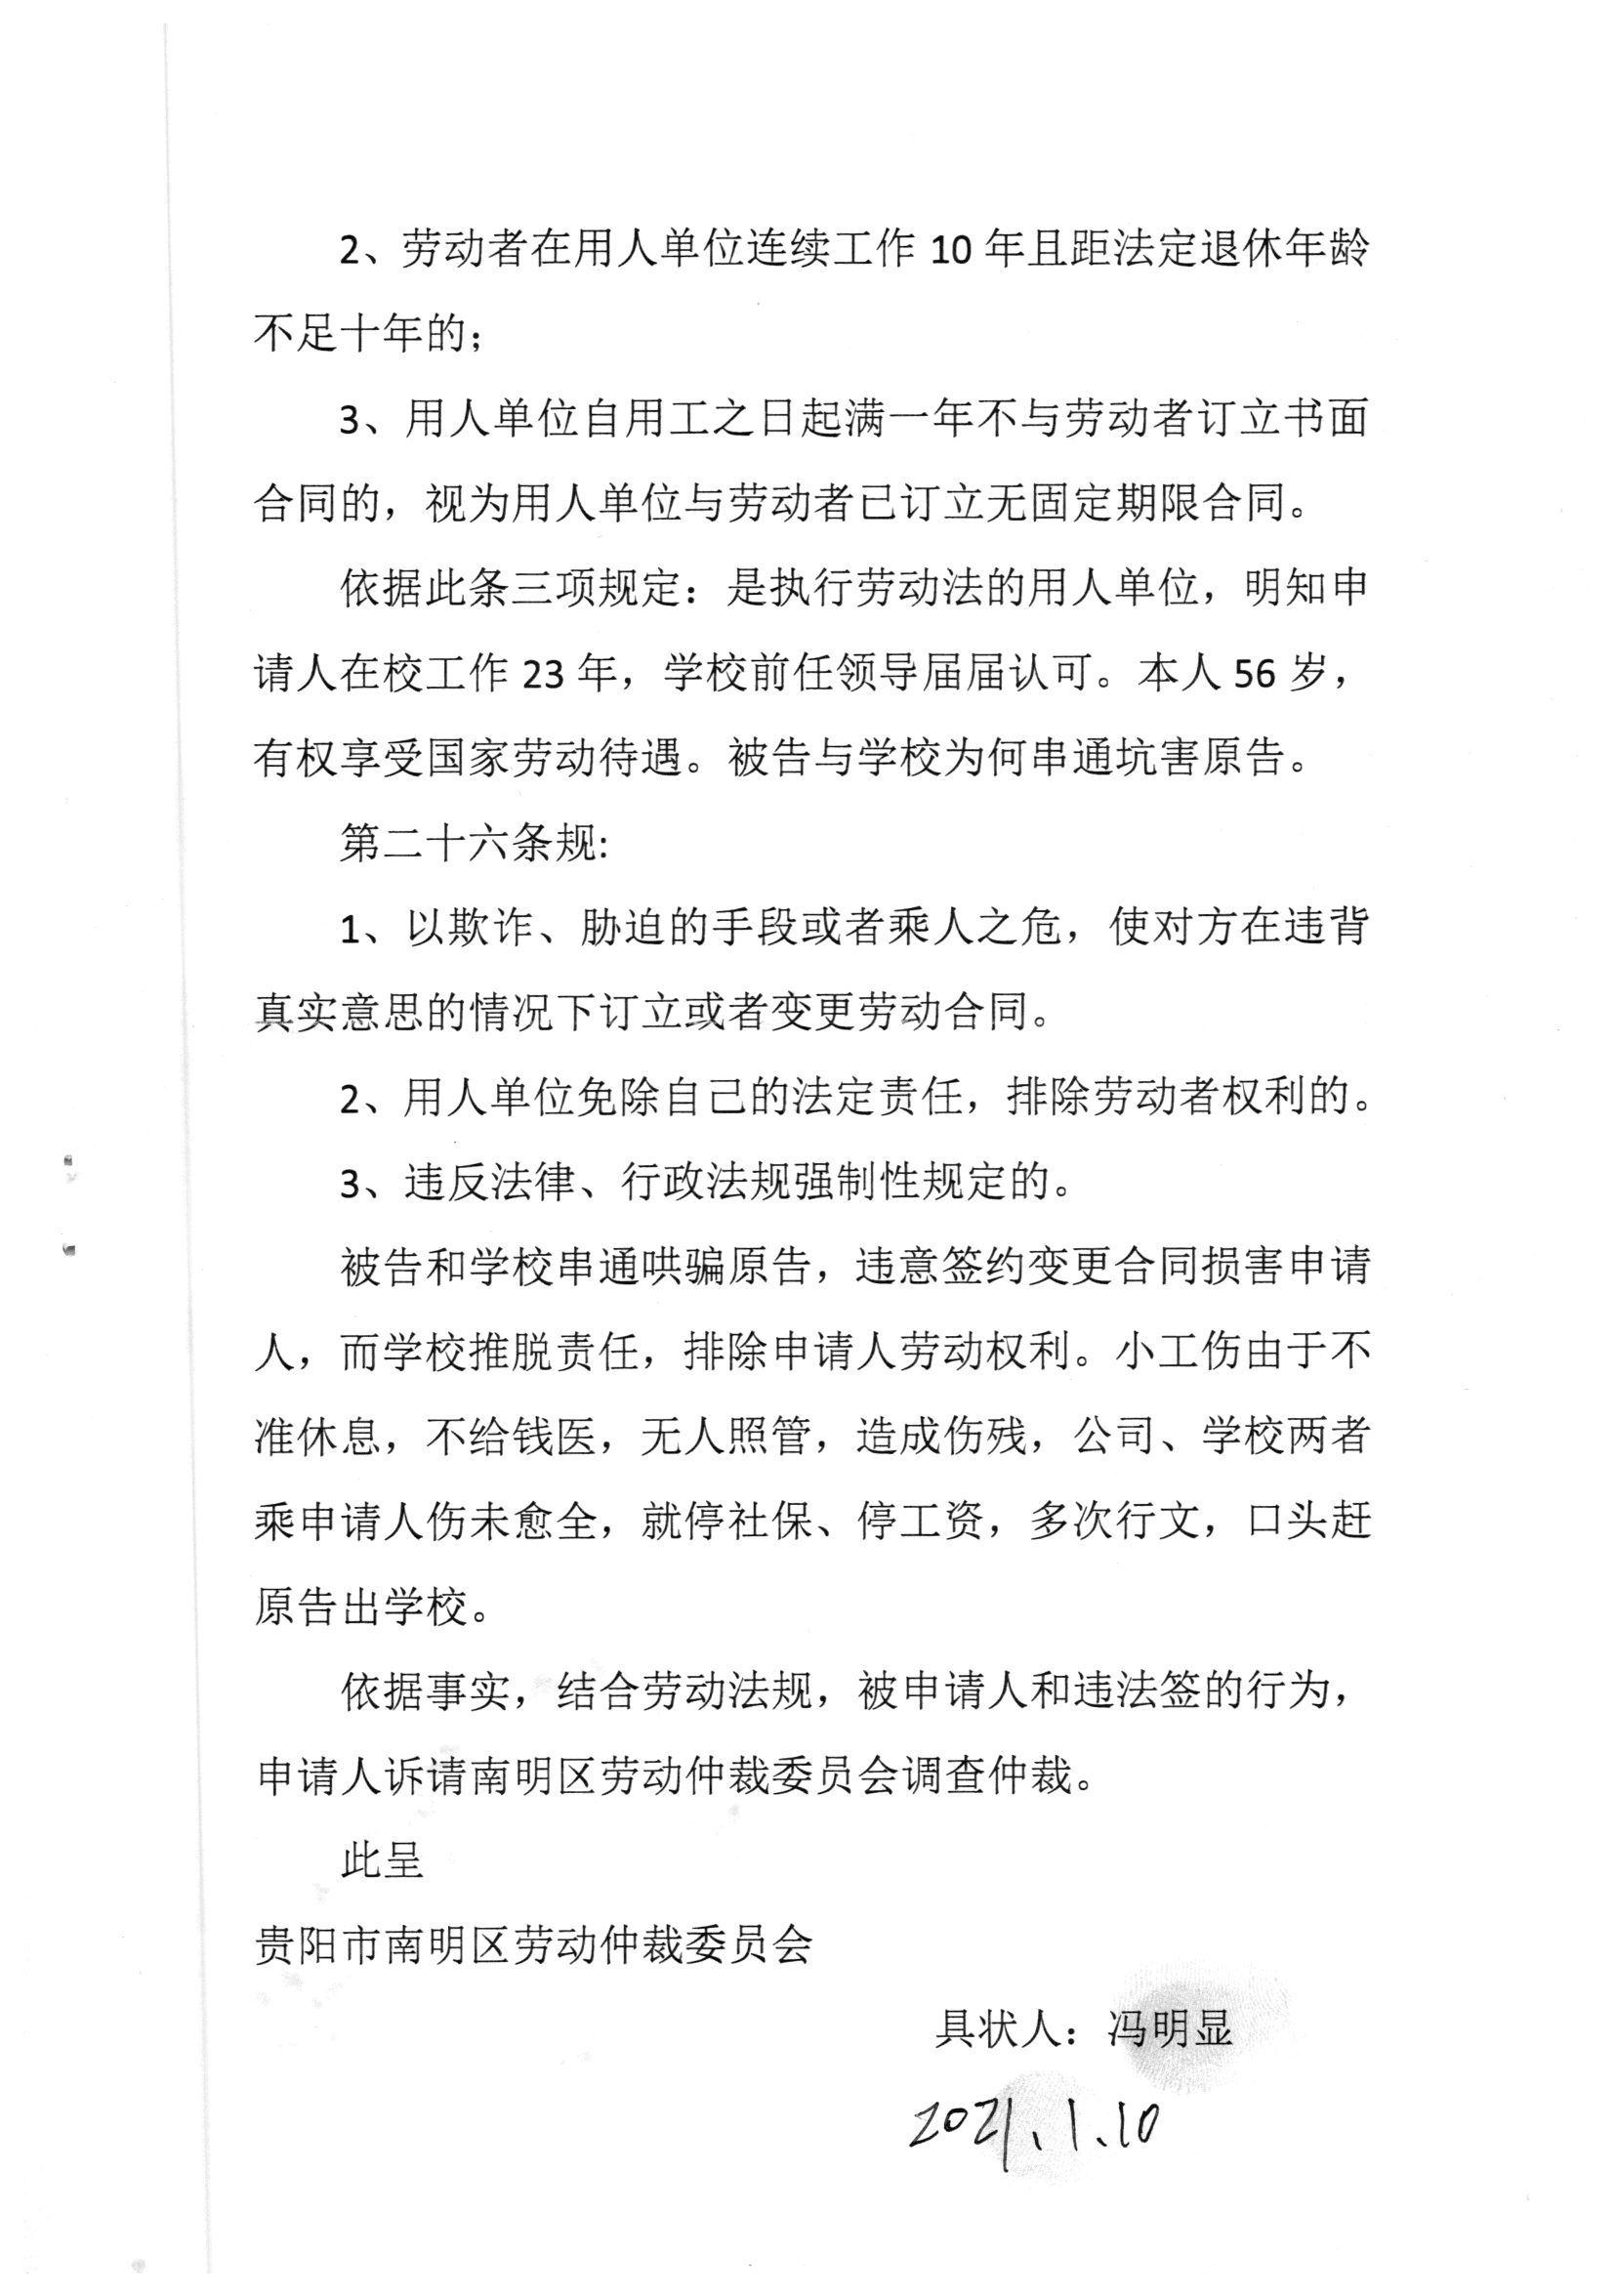 2、劳动者在用人单位连续工作 10 年且距法定退休年龄
不足十年的;
3、用人单位自用工之日起满一年不与劳动者订立书面
合同的，视为用人单位与劳动者已订立无固定期限合同。
依据此条三项规定：是执行劳动法的用人单位，明知申
请人在校工作 23 年，学校前任领导届届认可。本人 56 岁，
有权享受国家劳动待遇。被告与学校为何串通坑害原告。
第二十六条规:
1、以欺诈、胁迫的手段或者乘人之危，使对方在违背
真实意思的情况下订立或者变更劳动合同。
2、用人单位免除自己的法定责任，排除劳动者权利的。
3、违反法律、行政法规强制性规定的。
被告和学校串通哄骗原告，违意签约变更合同损害申请
人，而学校推脱责任，排除申请人劳动权利。小工伤由于不
准休息，不给钱医，无人照管，造成伤残，公司、学校两者
乘申请人伤未愈全，就停社保、停工资，多次行文，口头赶
原告出学校。
依据事实，结合劳动法规，被申请人和违法签的行为，
申请人诉请南明区劳动仲裁委员会调查仲裁。
此呈
贵阳市南明区劳动仲裁委员会
具状人：冯明显
2021、1、10